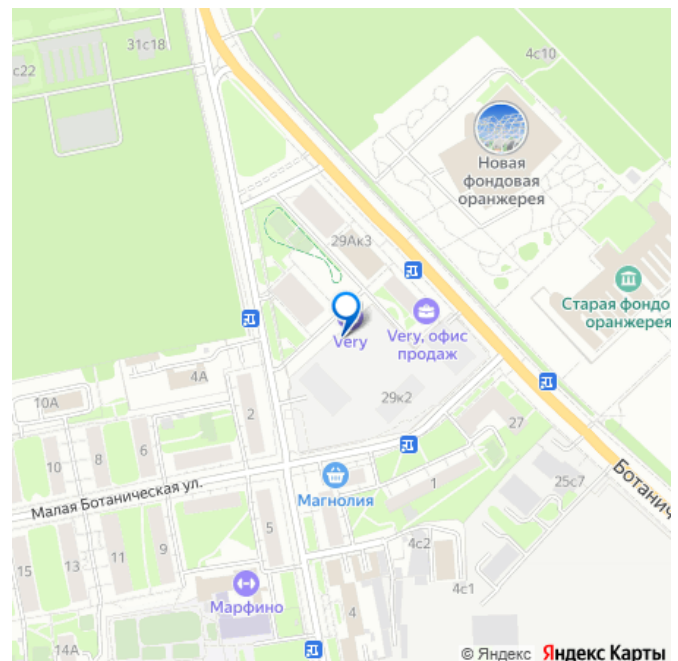 31с18
с22
4с10
Новая
фондовая
оранжерея
29Ак3
Старая фондо
оранжерея
Very
Very, офис
продаж
4А
10А
2
29к2
27
10
8
6
Малая Ботаническая ул.
Магнолия
1
25с7
Ботанич
15
13
11
9
5
4с2
4с1
Марфино
4
14А
© Яндекс Яндекс Карты